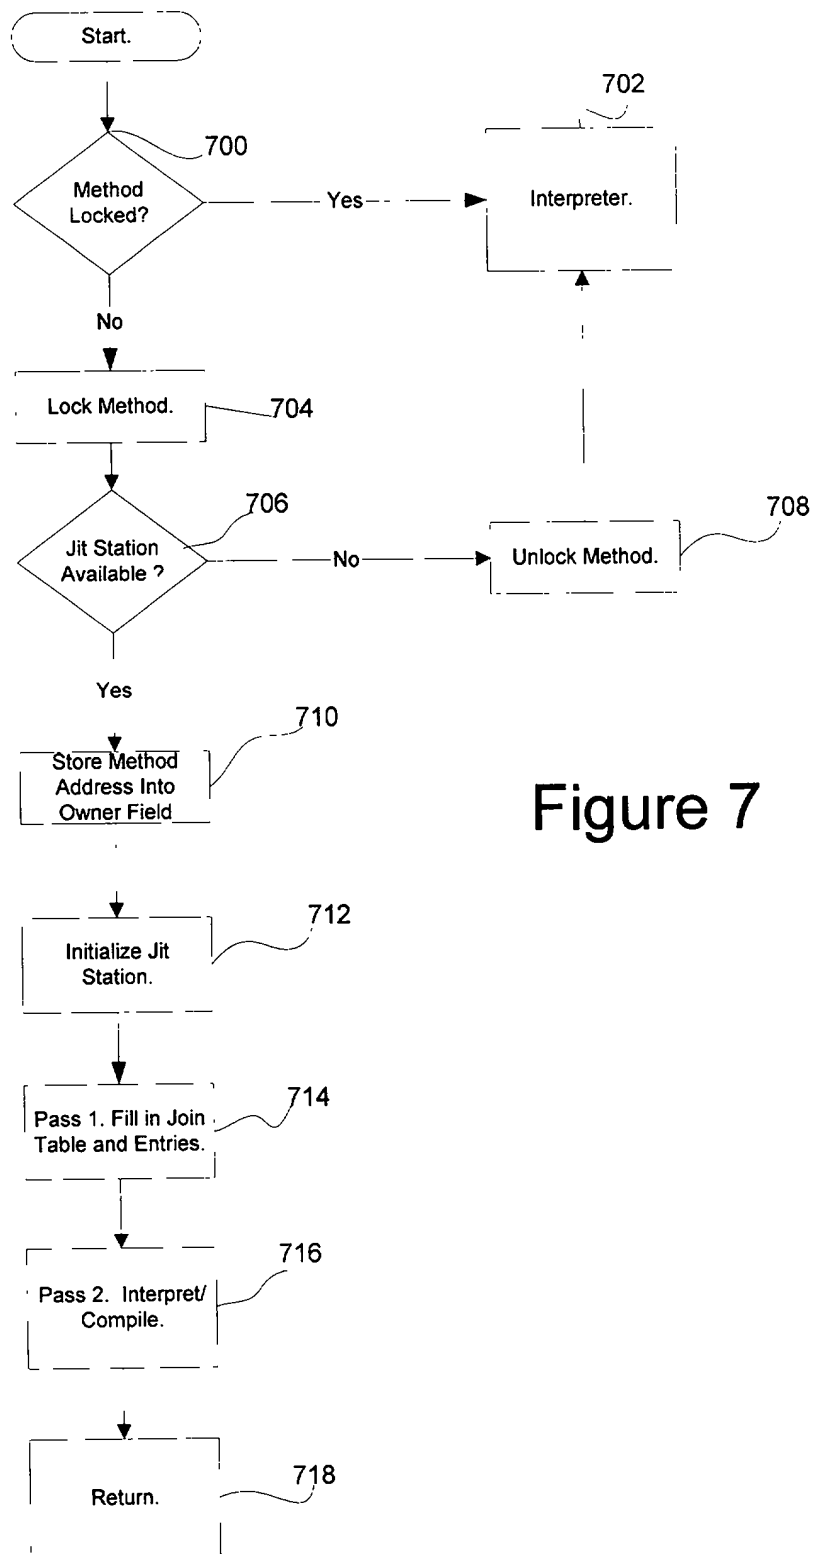 Start.
700
702
Method
Locked?
Yes
Interpreter.
No
Lock Method.
704
706
708
Jit Station
Available ?
No
Unlock Method.
Yes
710
Store Method
Address Into
Owner Field
Figure 7
712
Initialize Jit
Station.
714
Pass 1. Fill in Join
Table and Entries.
716
Pass 2. Interpret/
Compile.
718
Return.